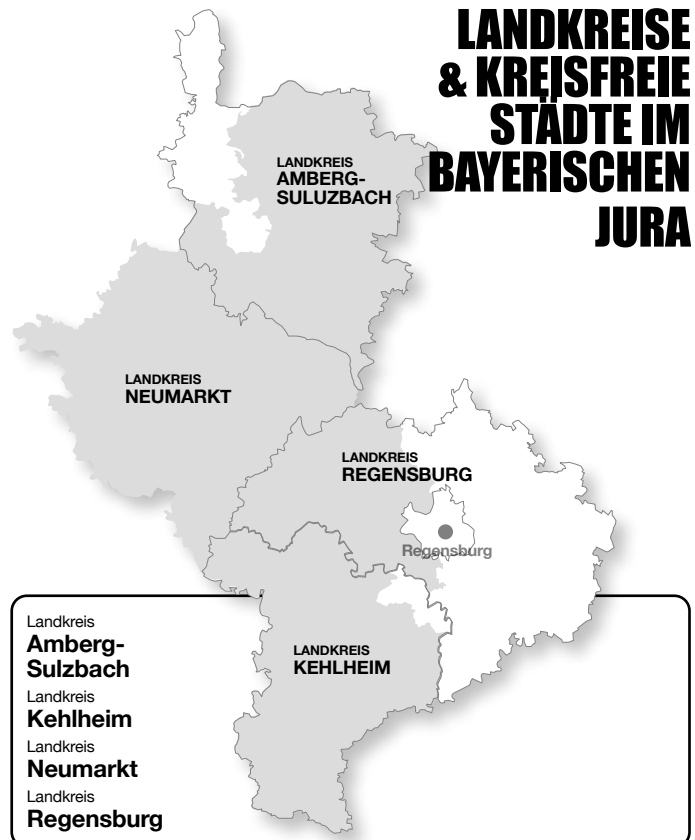 LANDKREISE
& KREISFREIE
STÄDTE IM
BAYERISCHEN
JURA
LANDKREIS
AMBERG-
SULUZBACH
LANDKREIS
NEUMARKT
LANDKREIS
REGENSBURG
Regensburg
LANDKREIS
KEHLHEIM
Landkreis
Amberg-
Sulzbach
Landkreis
Kehlheim
Landkreis
Neumarkt
Landkreis
Regensburg